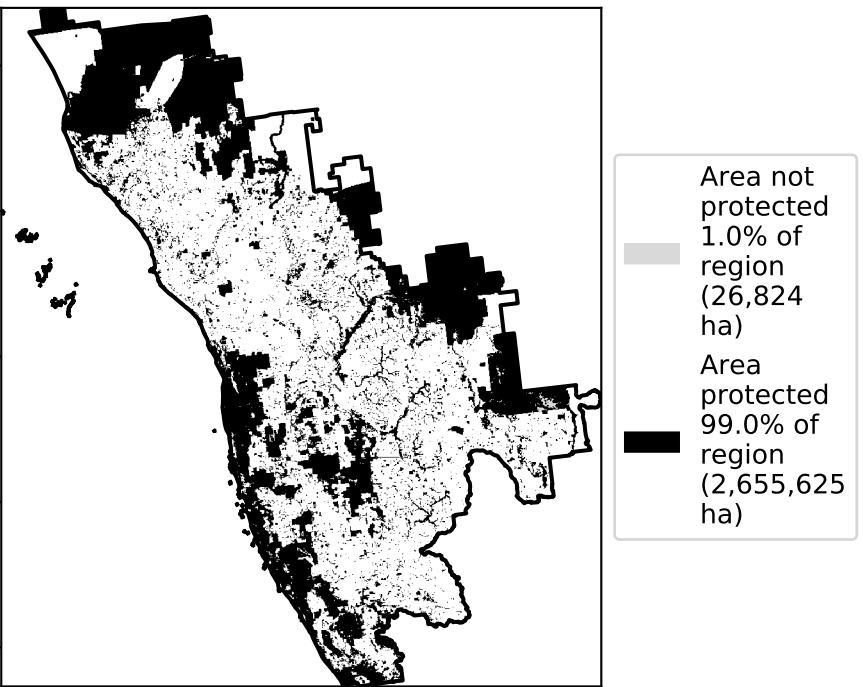 Area not
protected
1.0% of
region
(26,824
ha)
Area
protected
99.0% of
region
(2,655,625
ha)